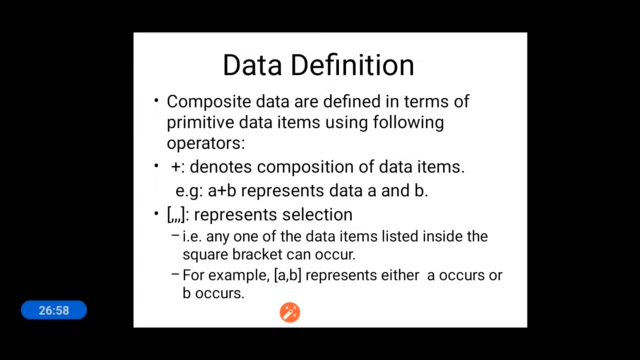 Data Definition
• Composite data are defined in terms of
primitive data items using following
operators:
• +: denotes composition of data items.
e.g: a+b represents data a and b.
• [,,,]: represents selection
– i.e. any one of the data items listed inside the
square bracket can occur.
– For example, [a,b] represents either a occurs or
b occurs.
26:58